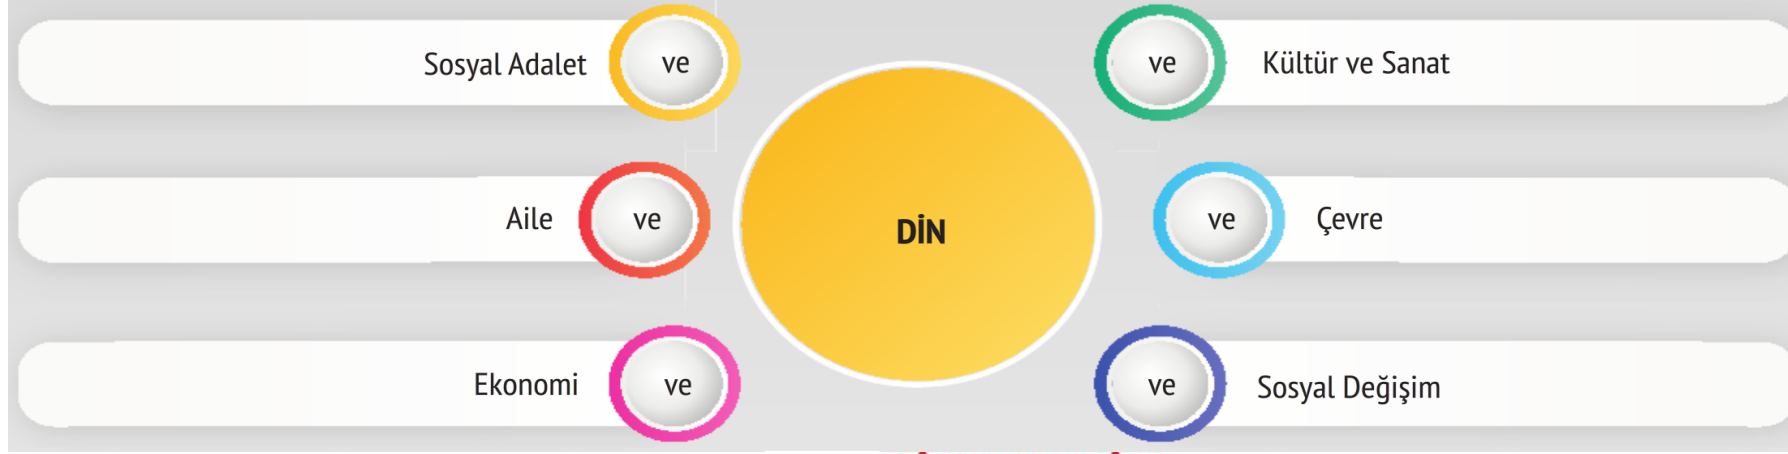 Sosyal Adalet ve
ve Kültür ve Sanat
Aile ve
DİN
ve Çevre
Ekonomi ve
ve Sosyal Değişim